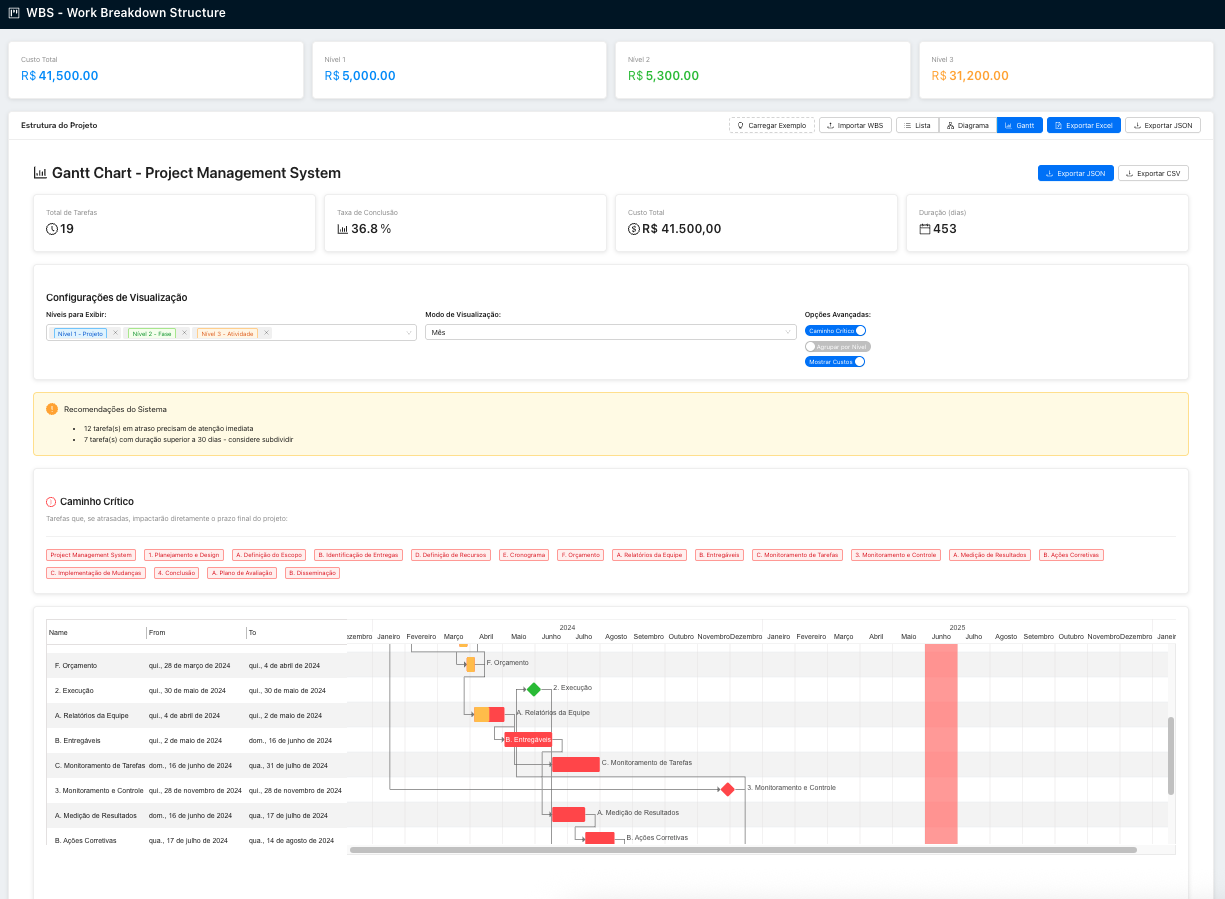 WBS - Work Breakdown Structure
Custo Total
R$ 41,500.00
Nível 1
R$ 5,000.00
Nível 2
R$ 5,300.00
Nível 3
R$ 31,200.00
Estrutura do Projeto
Carregar Exemplo
Importar WBS
Lista
Diagrama
Gantt
Exportar Excel
Exportar JSON
Gantt Chart - Project Management System
Exportar JSON
Exportar CSV
Total de Tarefas
19
Taxa de Conclusão
36.8 %
Custo Total
R$ 41.500,00
Duração (dias)
453
Configurações de Visualização
Níveis para Exibir:
Nível 1 - Projeto
Nível 2 - Fase
Nível 3 - Atividade
Modo de Visualização:
Mês
Opções Avançadas:
Caminho Crítico
Agrupar por Nível
Mostrar Custos
Recomendações do Sistema
12 tarefa(s) em atraso precisam de atenção imediata
7 tarefa(s) com duração superior a 30 dias - considere subdividir
Caminho Crítico
Tarefas que, se atrasadas, impactarão diretamente o prazo final do projeto:
Project Management System
1. Planejamento e Design
A. Definição do Escopo
B. Identificação de Entregas
D. Definição de Recursos
E. Cronograma
F. Orçamento
A. Relatórios da Equipe
B. Entregáveis
C. Monitoramento de Tarefas
3. Monitoramento e Controle
A. Medição de Resultados
B. Ações Corretivas
C. Implementação de Mudanças
4. Conclusão
A. Plano de Avaliação
B. Disseminação
Name From To
2024 2025
ezembro Janeiro Fevereiro Março Abril Maio Junho Julho Agosto Setembro Outubro Novembro Dezembro Janeiro Fevereiro Março Abril Maio Junho Julho Agosto Setembro Outubro Novembro Dezembro Janeir
F. Orçamento qui., 28 de março de 2024 qui., 4 de abril de 2024
F. Orçamento
2. Execução qui., 30 de maio de 2024 qui., 30 de maio de 2024
2. Execução
A. Relatórios da Equipe qui., 4 de abril de 2024 qui., 2 de maio de 2024
A. Relatórios da Equipe
B. Entregáveis qui., 2 de maio de 2024 dom., 16 de junho de 2024
B. Entregáveis
C. Monitoramento de Tarefas dom., 16 de junho de 2024 qua., 31 de julho de 2024
C. Monitoramento de Tarefas
3. Monitoramento e Controle qui., 28 de novembro de 2024 qui., 28 de novembro de 2024
3. Monitoramento e Controle
A. Medição de Resultados dom., 16 de junho de 2024 qua., 17 de julho de 2024
A. Medição de Resultados
B. Ações Corretivas qua., 17 de julho de 2024 qua., 14 de agosto de 2024
B. Ações Corretivas